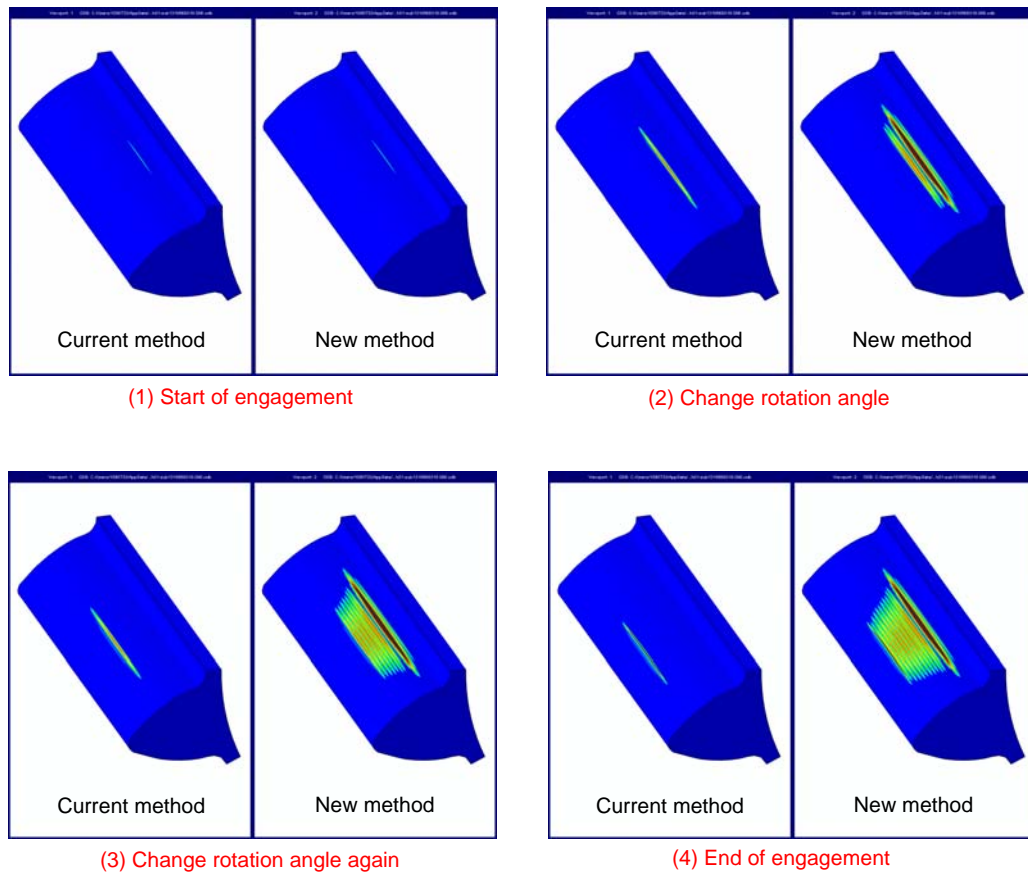 Current method
New method
Current method
New method
(1) Start of engagement
(2) Change rotation angle
Current method
New method
Current method
New method
(3) Change rotation angle again
(4) End of engagement